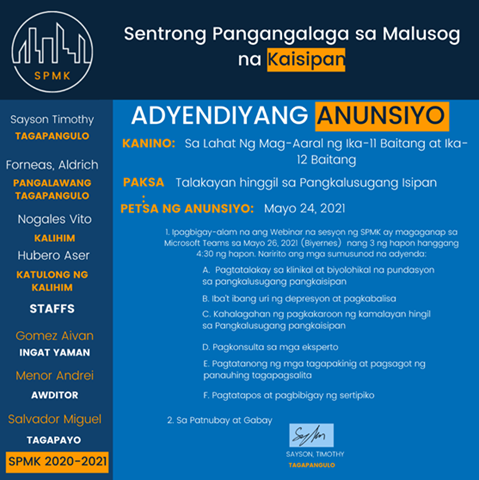 SPMK
Sentrong Pangangalaga sa Malusog
na Kaisipan
Sayson Timothy
TAGAPANGULO
Forneas, Aldrich
PANGALAWANG
TAGAPANGULO
Nogales Vito
KALIHIM
Hubero Aser
KATULONG NG
KALIHIM
STAFFS
Gomez Aivan
INGAT YAMAN
Menor Andrei
AWDITOR
Salvador Miguel
TAGAPAYO
SPMK 2020-2021
ADYENDIYANG ANUNSIYO
KANINO: Sa Lahat Ng Mag-Aaral ng Ika-11 Baitang at Ika-
12 Baitang
PAKSA Talakayan hinggil sa Pangkalusugang Isipan
:
PETSA NG ANUNSIYO: Mayo 24, 2021
1. Ipagbigay-alam na ang Webinar na sesyon ng SPMK ay magaganap sa
Microsoft Teams sa Mayo 26, 2021 (Biyernes) nang 3 ng hapon hanggang
4:30 ng hapon. Naririto ang mga sumusunod na adyenda:
A. Pagtatalakay sa klinikal at biyolohikal na pundasyon
sa pangkalusugang pangkaisipan
B. Iba't ibang uri ng depresyon at pagkabalisa
C. Kahalagahan ng pagkakaroon ng kamalayan hingil
sa Pangkalusugang pangkaisipan
D. Pagkonsulta sa mga eksperto
E. Pagtatanong ng mga tagapakinig at pagsagot ng
panauhing tagapagsalita
F. Pagtatapos at pagbibigay ng sertipiko
2. Sa Patnubay at Gabay
SAYSON, TIMOTHY
TAGAPANGULO